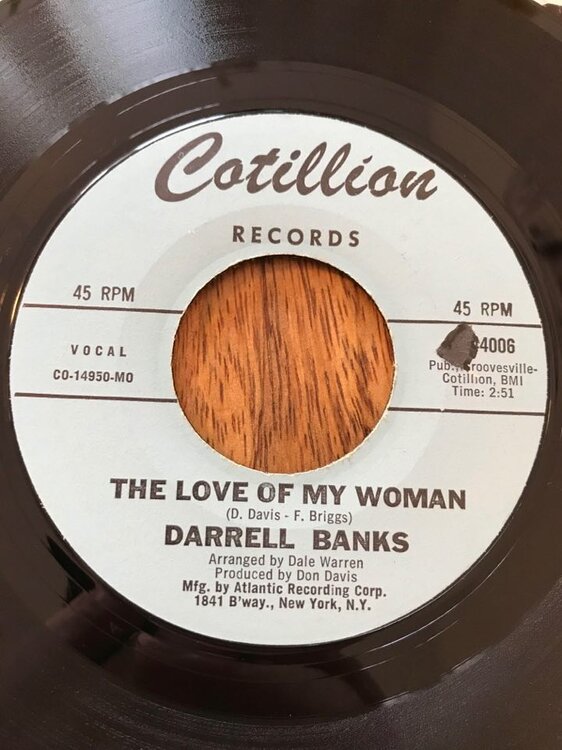 Cotillion
RECORDS
45 RPM
45 RPM
VOCAL
CO-14950-MO
4006
Pub., roovesville-
Cotillion, BMI
Time: 2:51
THE LOVE OF MY WOMAN
(D. Davis - F. Briggs)
DARRELL BANKS
Arranged by Dale Warren
Produced by Don Davis
Mfg. by Atlantic Recording Corp.
1841 B'way., New York, N.Y.